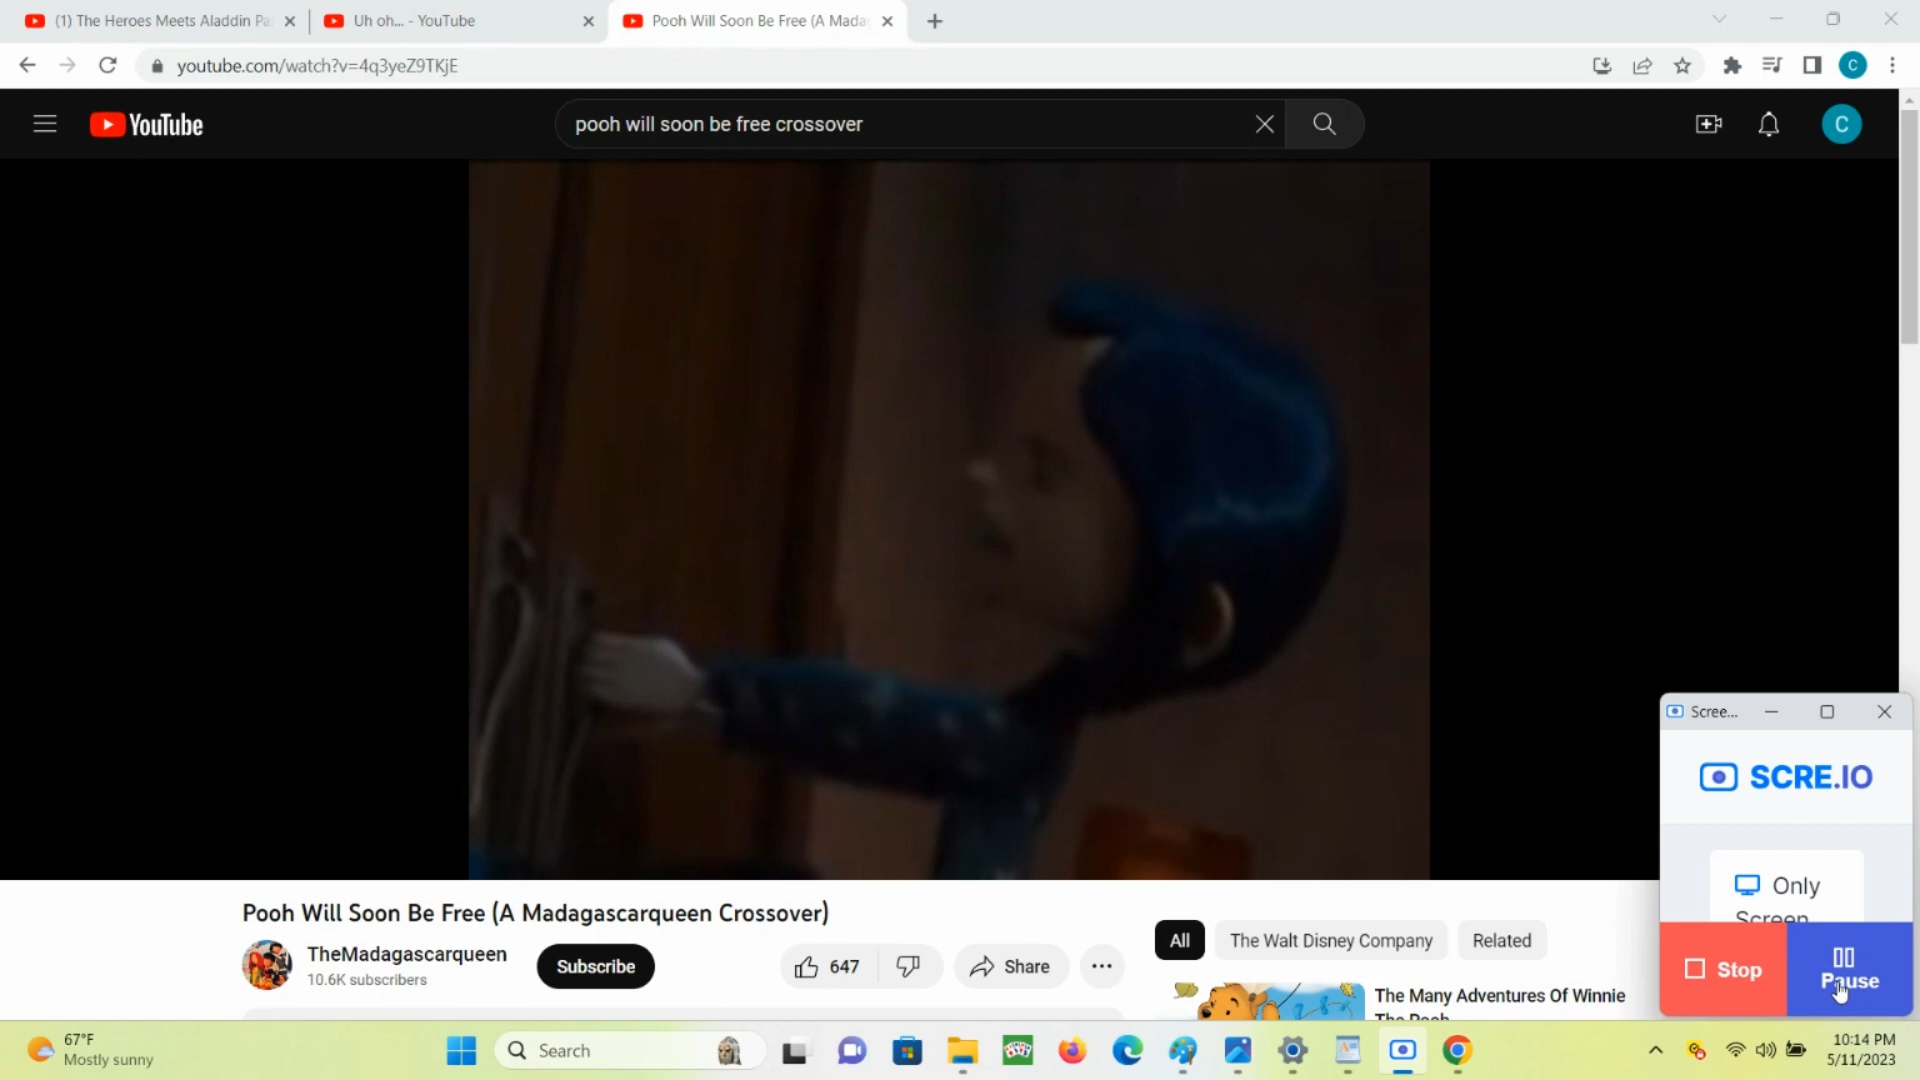 (1) The Heroes Meets Aladdin Pa
Uh oh... - YouTube
Pooh Will Soon Be Free (A Mada
youtube.com/watch?v=4q3yeZ9TKjE
C
YouTube
pooh will soon be free crossover
C
Scree...
SCRE.IO
Only
Screen
Stop
Pause
Pooh Will Soon Be Free (A Madagascarqueen Crossover)
TheMadagascarqueen
10.6K subscribers
Subscribe
647
Share
All
The Walt Disney Company
Related
The Many Adventures Of Winnie
The Pooh
67°F
Mostly sunny
Search
10:14 PM
5/11/2023